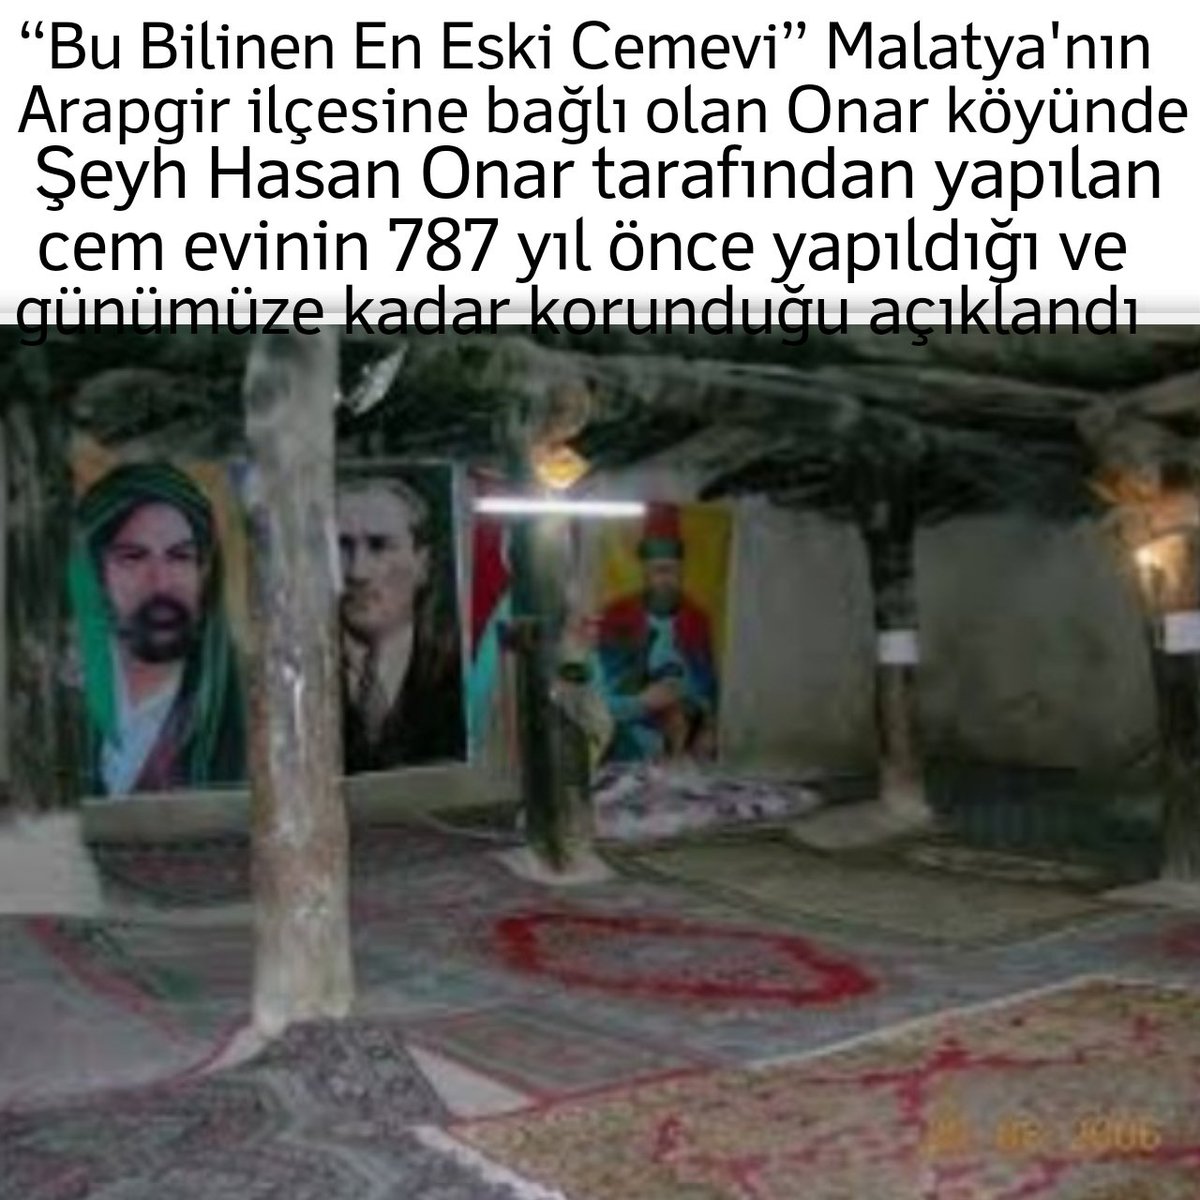 “Bu Bilinen En Eski Cemevi” Malatya'nın
Arapgir ilçesine bağlı olan Onar köyünde
Şeyh Hasan Onar tarafından yapılan
cem evinin 787 yıl önce yapıldığı ve
günümüze kadar korunduğu açıklandı
2006